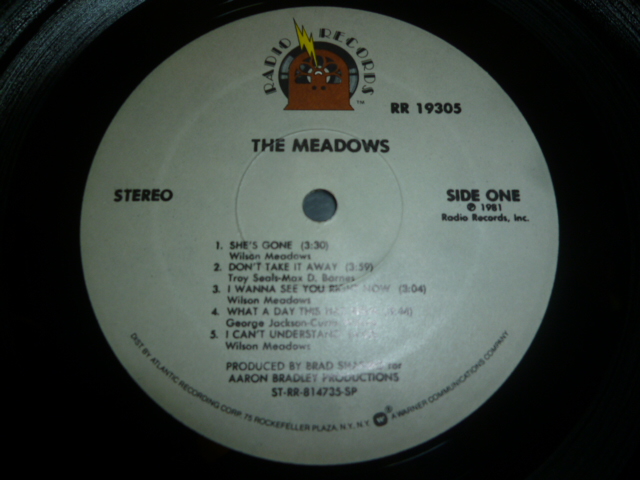 RADIO RECORDS
TM
RR 19305
THE MEADOWS
STEREO
SIDE ONE
℗ 1981
Radio Records, Inc.
1. SHE'S GONE (3:30)
Wilson Meadows
2. DON'T TAKE IT AWAY (3:59)
Troy Seals-Max D. Barnes
3. I WANNA SEE YOU RIGHT NOW (3:04)
Wilson Meadows
4. WHAT A DAY THIS
George Jackson-
5. I CAN'T UNDERSTAND
Wilson Meadows
PRODUCED BY BRAD for
AARON BRADLEY PRODUCTIONS
ST-RR-814735-SP
DIST. BY ATLANTIC RECORDING CORP. 75 ROCKEFELLER PLAZA, N.Y., N.Y. W A WARNER COMMUNICATIONS COMPANY